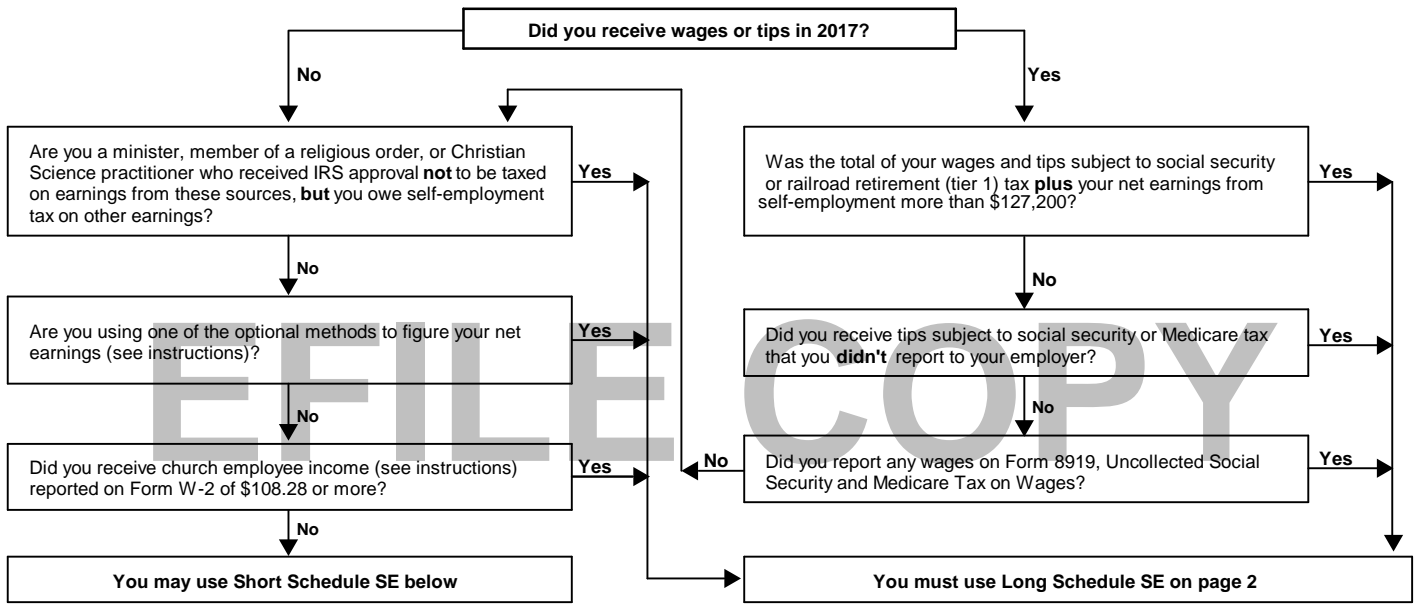 Did you receive wages or tips in 2017?
No
Yes
Are you a minister, member of a religious order, or Christian
Science practitioner who received IRS approval not to be taxed
on earnings from these sources, but you owe self-employment
tax on other earnings?
Yes
No
Are you using one of the optional methods to figure your net
earnings (see instructions)?
Yes
No
Did you receive church employee income (see instructions)
reported on Form W-2 of $108.28 or more?
Yes
No
You may use Short Schedule SE below
Was the total of your wages and tips subject to social security
or railroad retirement (tier 1) tax plus your net earnings from
self-employment more than $127,200?
Yes
No
Did you receive tips subject to social security or Medicare tax
that you didn't report to your employer?
Yes
No
Did you report any wages on Form 8919, Uncollected Social
Security and Medicare Tax on Wages?
Yes
No
You must use Long Schedule SE on page 2
EFILE COPY